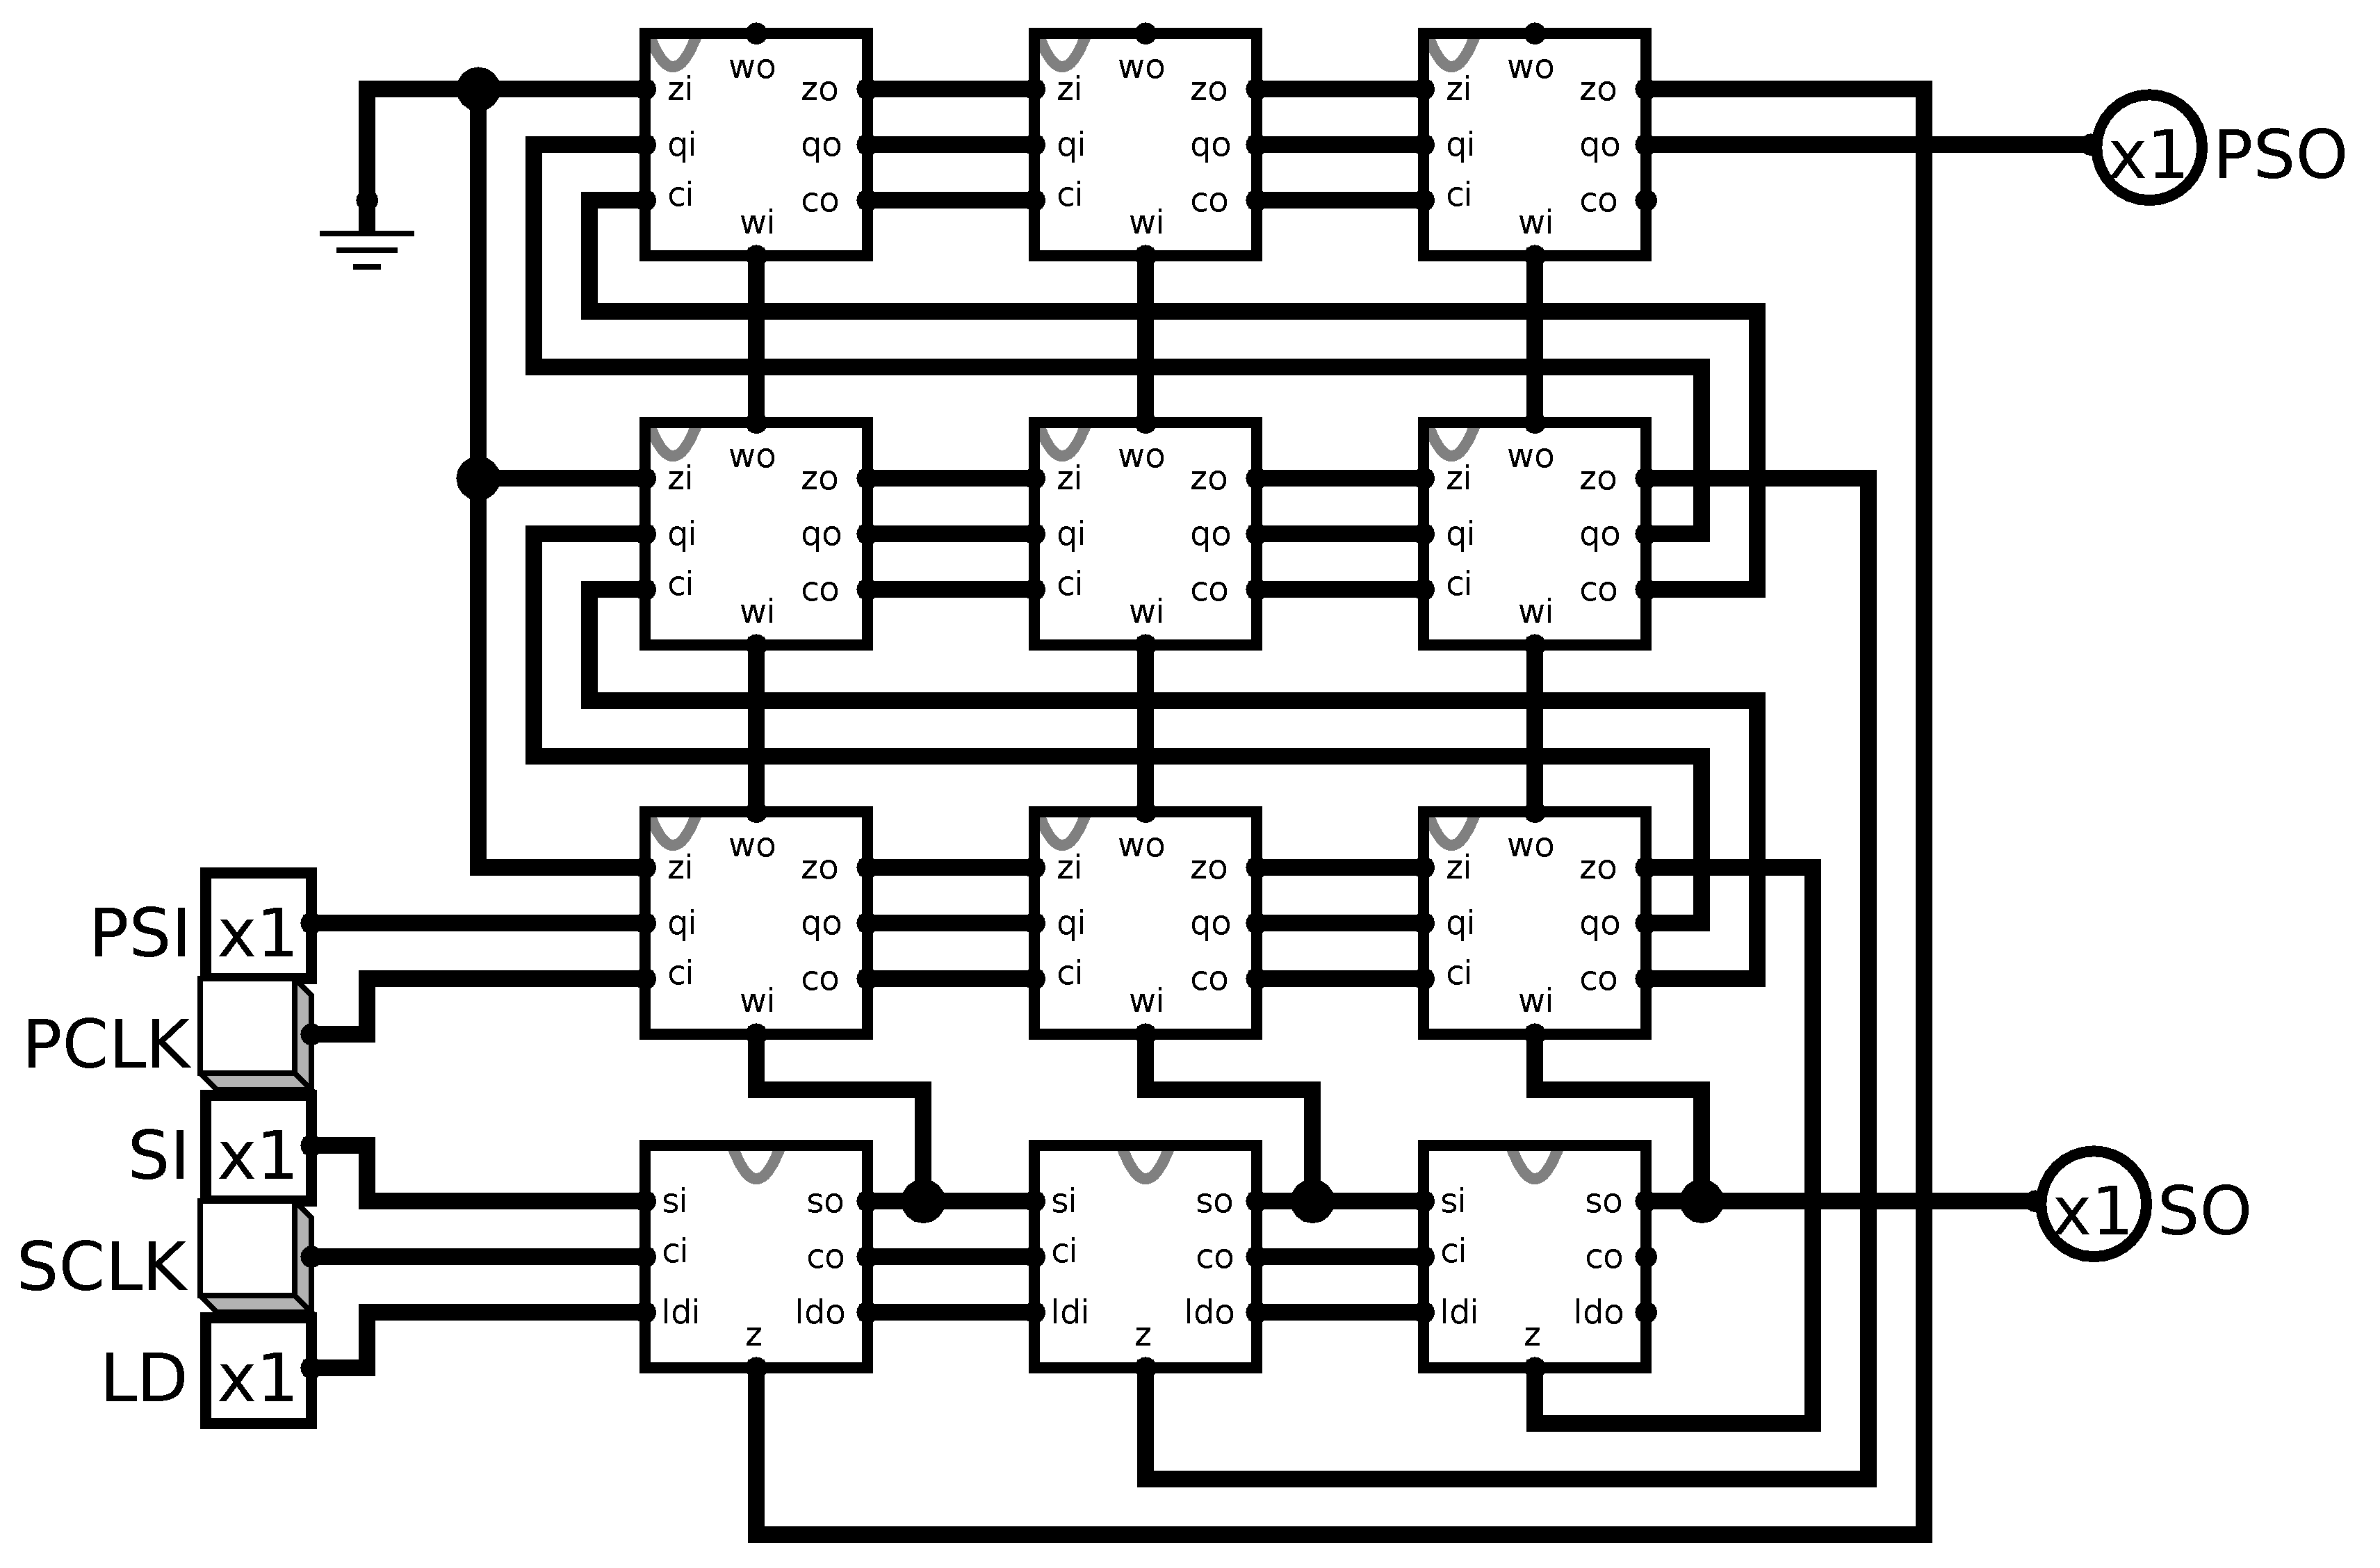 wo wo wo
zi zo zi zo zi zo
qi qo qi qo qi qo x1 PSO
ci co ci co ci co
wi wi wi
wo wo wo
zi zo zi zo zi zo
qi qo qi qo qi qo
ci co ci co ci co
wi wi wi
wo wo wo
zi zo zi zo zi zo
PSI x1 qi qo qi qo qi qo
ci co ci co ci co
wi wi wi
PCLK
SI x1
si so si so si so x1 SO
SCLK ci co ci co ci co
ldi ldo ldi ldo ldi ldo
z z z
LD x1